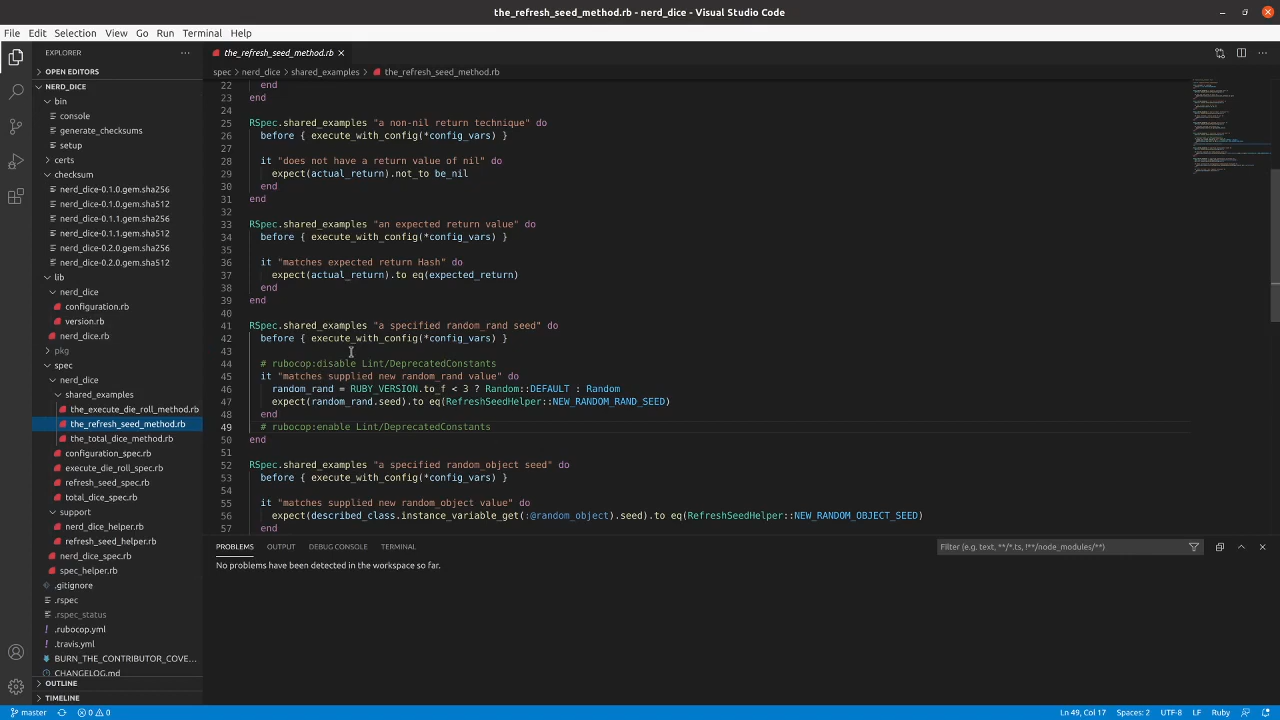 the_refresh_seed_method.rb - nerd_dice - Visual Studio Code
File Edit Selection View Go Run Terminal Help
EXPLORER
OPEN EDITORS
NERD_DICE
bin
console
generate_checksums
setup
certs
checksum
nerd_dice-0.1.0.gem.sha256
nerd_dice-0.1.0.gem.sha512
nerd_dice-0.1.1.gem.sha256
nerd_dice-0.1.1.gem.sha512
nerd_dice-0.2.0.gem.sha256
nerd_dice-0.2.0.gem.sha512
lib
nerd_dice
configuration.rb
version.rb
nerd_dice.rb
pkg
spec
nerd_dice
shared_examples
the_execute_die_roll_method.rb
the_refresh_seed_method.rb
the_total_dice_method.rb
configuration_spec.rb
execute_die_roll_spec.rb
refresh_seed_spec.rb
total_dice_spec.rb
support
nerd_dice_helper.rb
refresh_seed_helper.rb
nerd_dice_spec.rb
spec_helper.rb
.gitignore
.rspec
.rspec_status
.rubocop.yml
.travis.yml
BURN_THE_CONTRIBUTOR_COVE...
CHANGELOG.md
OUTLINE
TIMELINE
the_refresh_seed_method.rb
spec > nerd_dice > shared_examples > the_refresh_seed_method.rb
22 end
23 end
24
25 RSpec.shared_examples "a non-nil return technique" do
26 before { execute_with_config(*config_vars) }
27
28 it "does not have a return value of nil" do
29 expect(actual_return).not_to be_nil
30 end
31 end
32
33 RSpec.shared_examples "an expected return value" do
34 before { execute_with_config(*config_vars) }
35
36 it "matches expected return Hash" do
37 expect(actual_return).to eq(expected_return)
38 end
39 end
40
41 RSpec.shared_examples "a specified random_rand seed" do
42 before { execute_with_config(*config_vars) }
43
44 # rubocop:disable Lint/DeprecatedConstants
45 it "matches supplied new random_rand value" do
46 random_rand = RUBY_VERSION.to_f < 3 ? Random::DEFAULT : Random
47 expect(random_rand.seed).to eq(RefreshSeedHelper::NEW_RANDOM_RAND_SEED)
48 end
49 # rubocop:enable Lint/DeprecatedConstants
50 end
51
52 RSpec.shared_examples "a specified random_object seed" do
53 before { execute_with_config(*config_vars) }
54
55 it "matches supplied new random_object value" do
56 expect(described_class.instance_variable_get(:@random_object).seed).to eq(RefreshSeedHelper::NEW_RANDOM_OBJECT_SEED)
57 end
PROBLEMS OUTPUT DEBUG CONSOLE TERMINAL
Filter (e.g. text, **/*.ts, !**/node_modules/**)
No problems have been detected in the workspace so far.
master 0 0 Ln 49, Col 17 Spaces: 2 UTF-8 LF Ruby